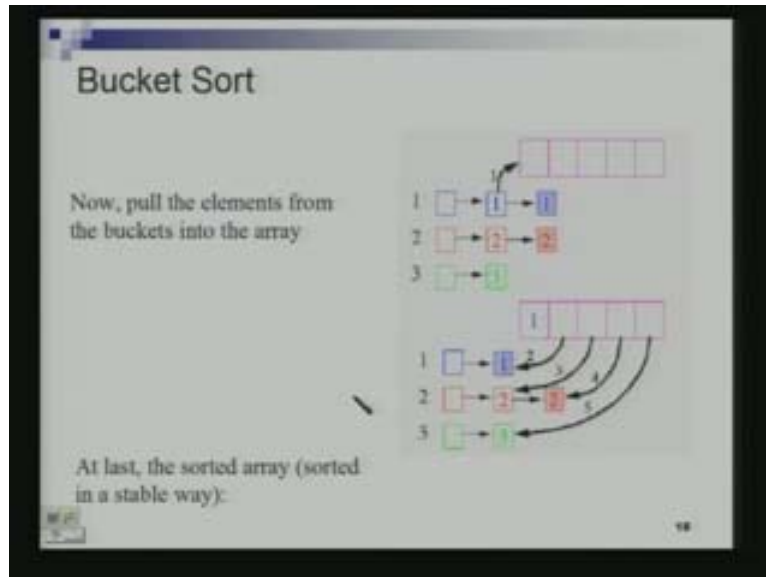 Bucket Sort
Now, pull the elements from
the buckets into the array
1
1 1 1
2 2 2
3
1
1 1 2
3
2 2 2 4
5
3 3
At last, the sorted array (sorted
in a stable way):
18